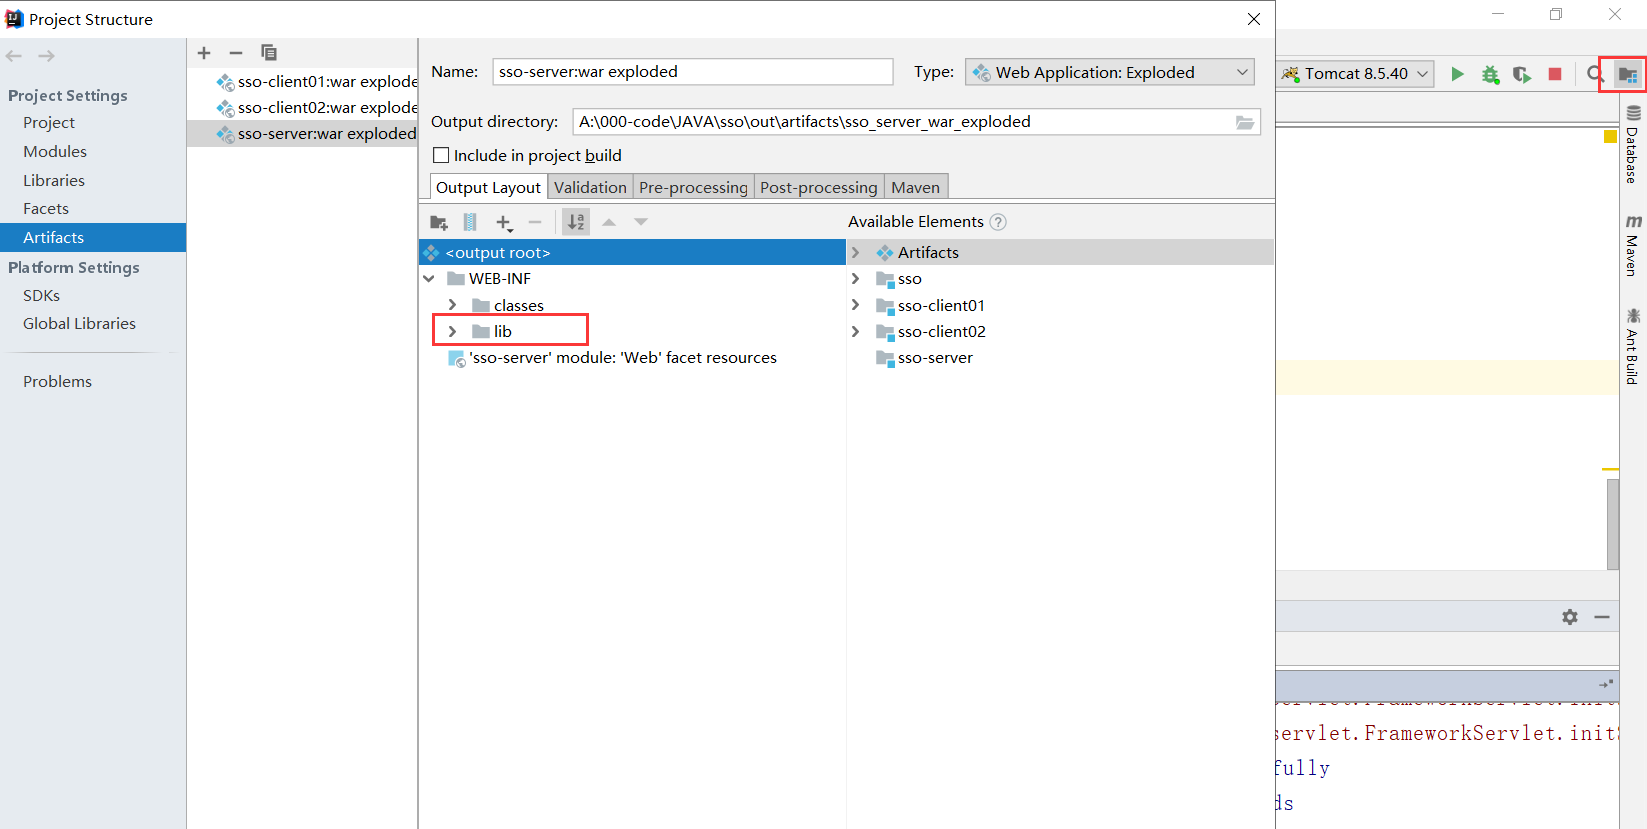 Project Structure
Project Settings
Project
Modules
Libraries
Facets
Artifacts
Platform Settings
SDKs
Global Libraries
Problems
sso-client01:war explode
sso-client02:war explode
sso-server:war exploded
Name: sso-server:war exploded Type: Web Application: Exploded
Output directory: A:\000-code\JAVA\sso\out\artifacts\sso_server_war_exploded
Include in project build
Output Layout Validation Pre-processing Post-processing Maven
<output root>
WEB-INF
classes
lib
'sso-server' module: 'Web' facet resources
Available Elements
Artifacts
sso
sso-client01
sso-client02
sso-server
Tomcat 8.5.40
Database
m Maven
Ant Build
servlet.FrameworkServlet.init
servlet.FrameworkServlet.initS
fully
ds